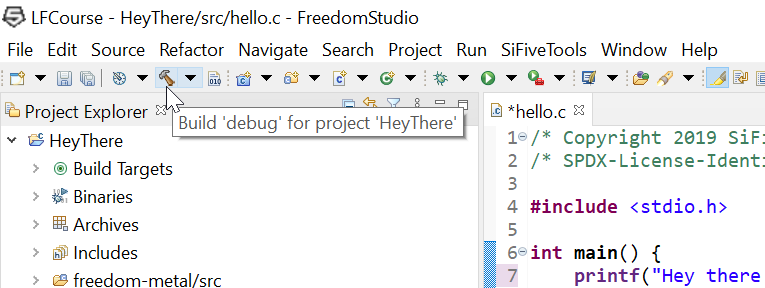 LFCourse - HeyThere/src/hello.c - FreedomStudio
File Edit Source Refactor Navigate Search Project Run SiFiveTools Window Help
010
Project Explorer
*hello.c
Build 'debug' for project 'HeyThere'
HeyThere
Build Targets
Binaries
Archives
Includes
freedom-metal/src
1 /* Copyright 2019 SiFi
2 /* SPDX-License-Identi
3
4 #include <stdio.h>
5
6 int main() {
7 printf("Hey there